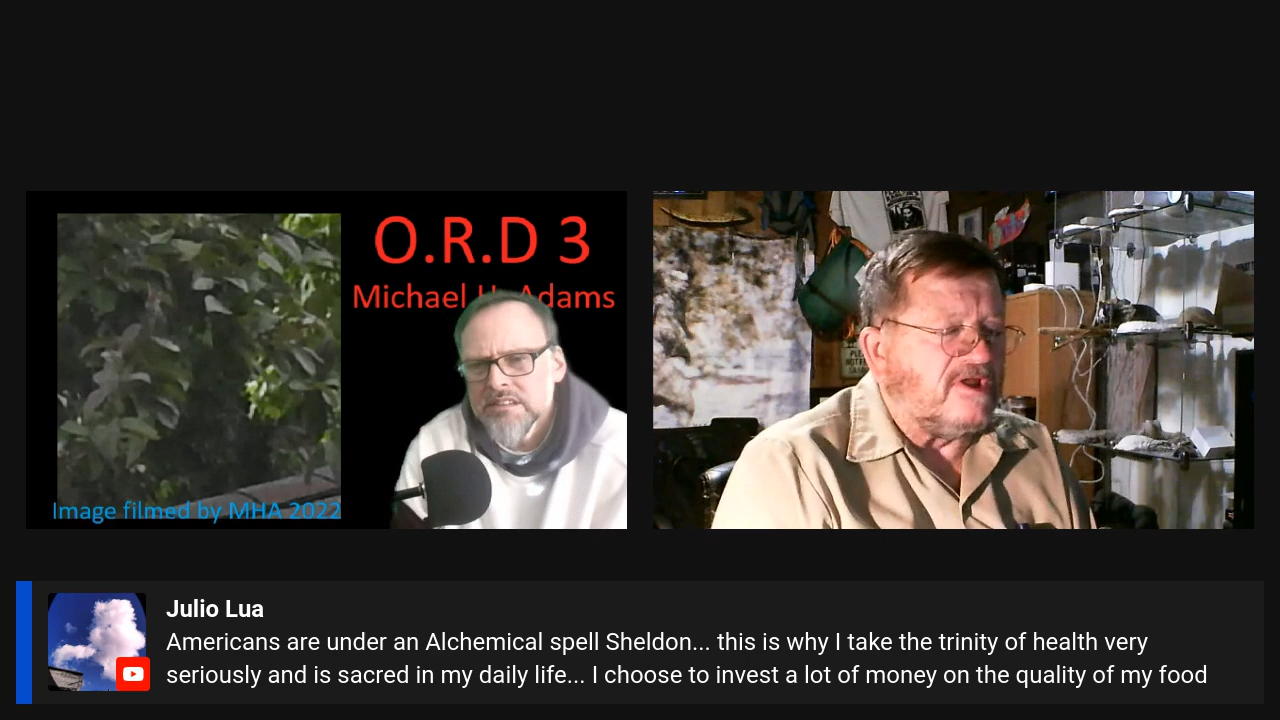 O.R.D 3
Michael H. Adams
Image filmed by MHA 2022
Julio Lua
Americans are under an Alchemical spell Sheldon... this is why I take the trinity of health very
seriously and is sacred in my daily life... I choose to invest a lot of money on the quality of my food